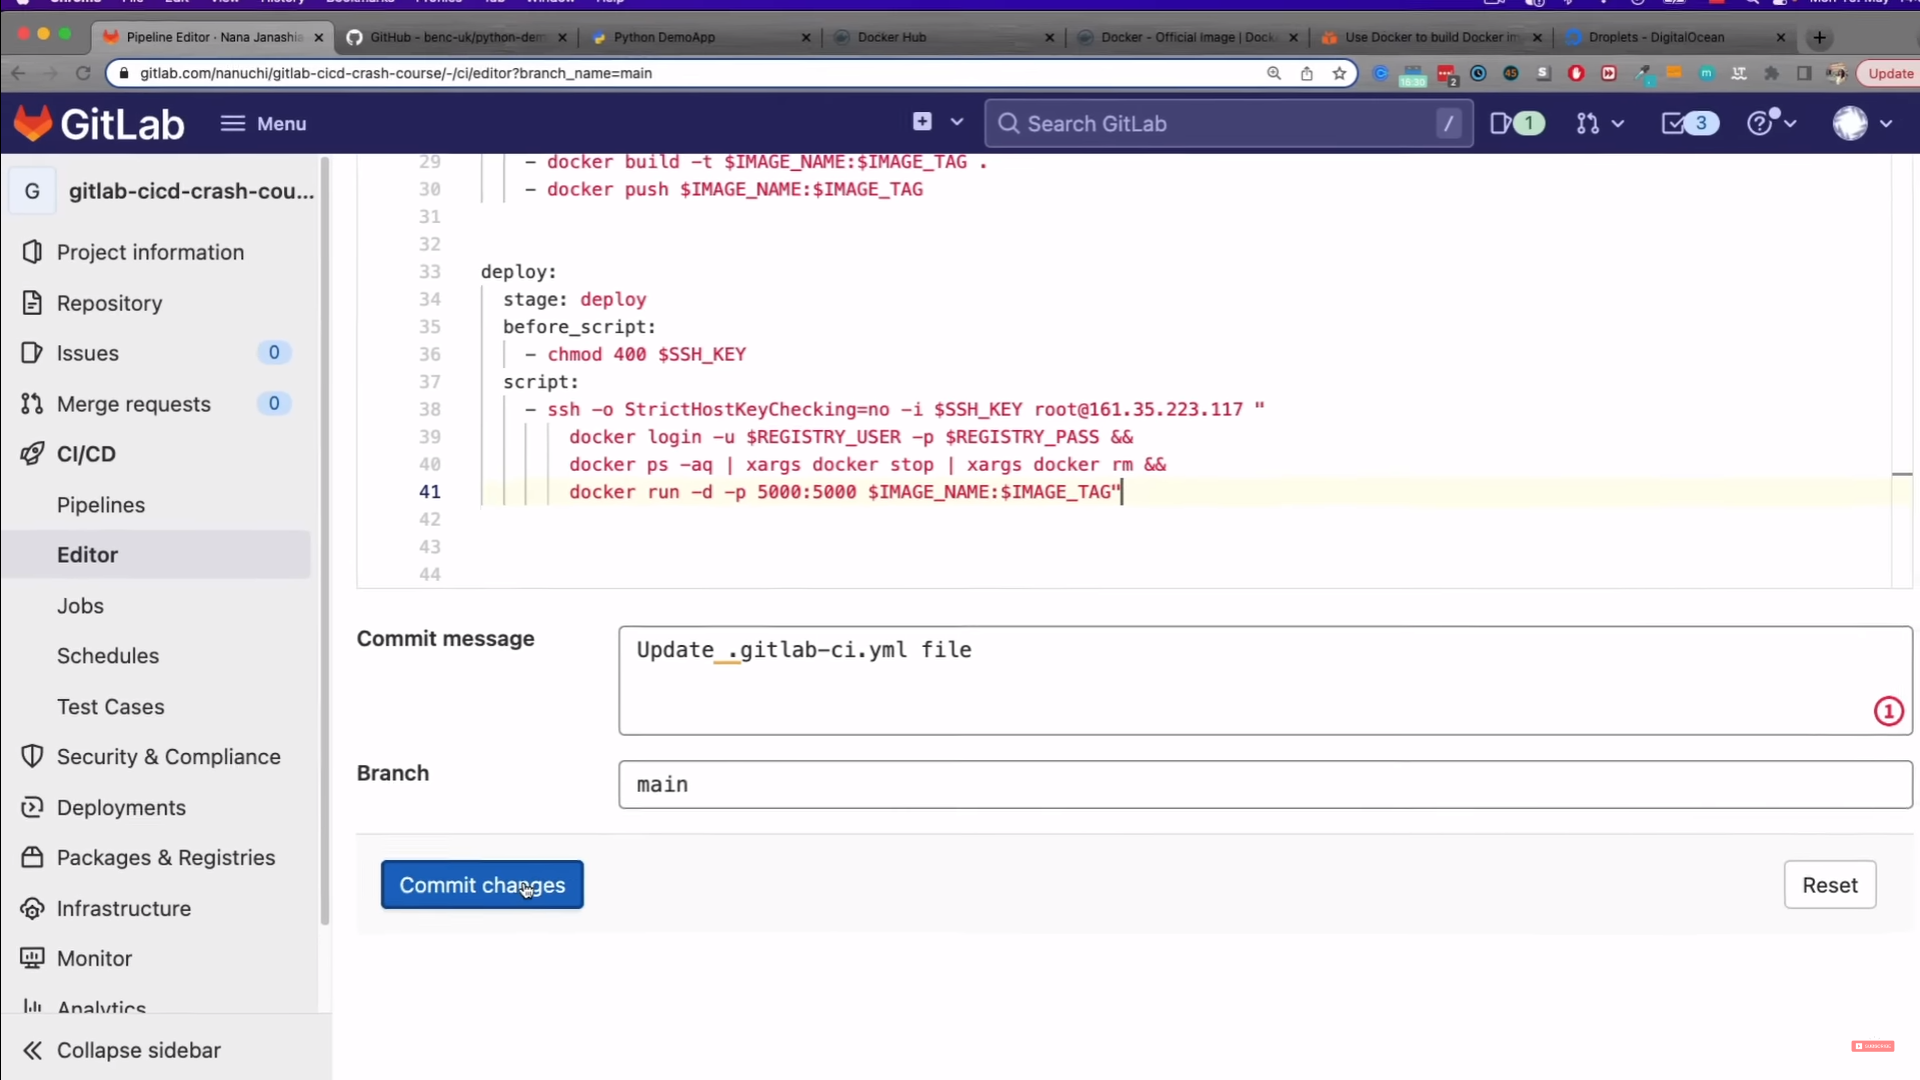 Pipeline Editor · Nana Janashia
GitHub - benc-uk/python-dem
Python DemoApp
Docker Hub
Docker - Official Image | Dock
Use Docker to build Docker im
Droplets - DigitalOcean
gitlab.com/nanuchi/gitlab-cicd-crash-course/-/ci/editor?branch_name=main
Update
GitLab
Menu
Search GitLab
/
1
3
G
gitlab-cicd-crash-cou...
Project information
Repository
Issues 0
Merge requests 0
CI/CD
Pipelines
Editor
Jobs
Schedules
Test Cases
Security & Compliance
Deployments
Packages & Registries
Infrastructure
Monitor
Analytics
Collapse sidebar
29 - docker build -t $IMAGE_NAME:$IMAGE_TAG .
30 - docker push $IMAGE_NAME:$IMAGE_TAG
31
32
33 deploy:
34 stage: deploy
35 before_script:
36 - chmod 400 $SSH_KEY
37 script:
38 - ssh -o StrictHostKeyChecking=no -i $SSH_KEY root@161.35.223.117 "
39 docker login -u $REGISTRY_USER -p $REGISTRY_PASS &&
40 docker ps -aq | xargs docker stop | xargs docker rm &&
41 docker run -d -p 5000:5000 $IMAGE_NAME:$IMAGE_TAG"
42
43
44
Commit message
Update .gitlab-ci.yml file
1
Branch
main
Commit changes
Reset
SUBSCRIBE